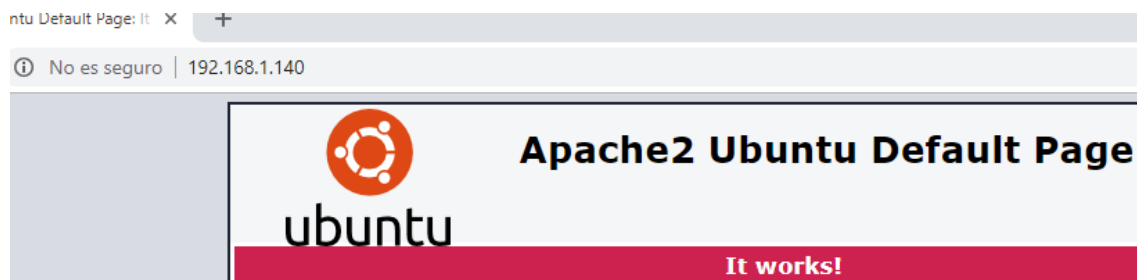 ntu Default Page: It
No es seguro | 192.168.1.140
Apache2 Ubuntu Default Page
ubuntu
It works!